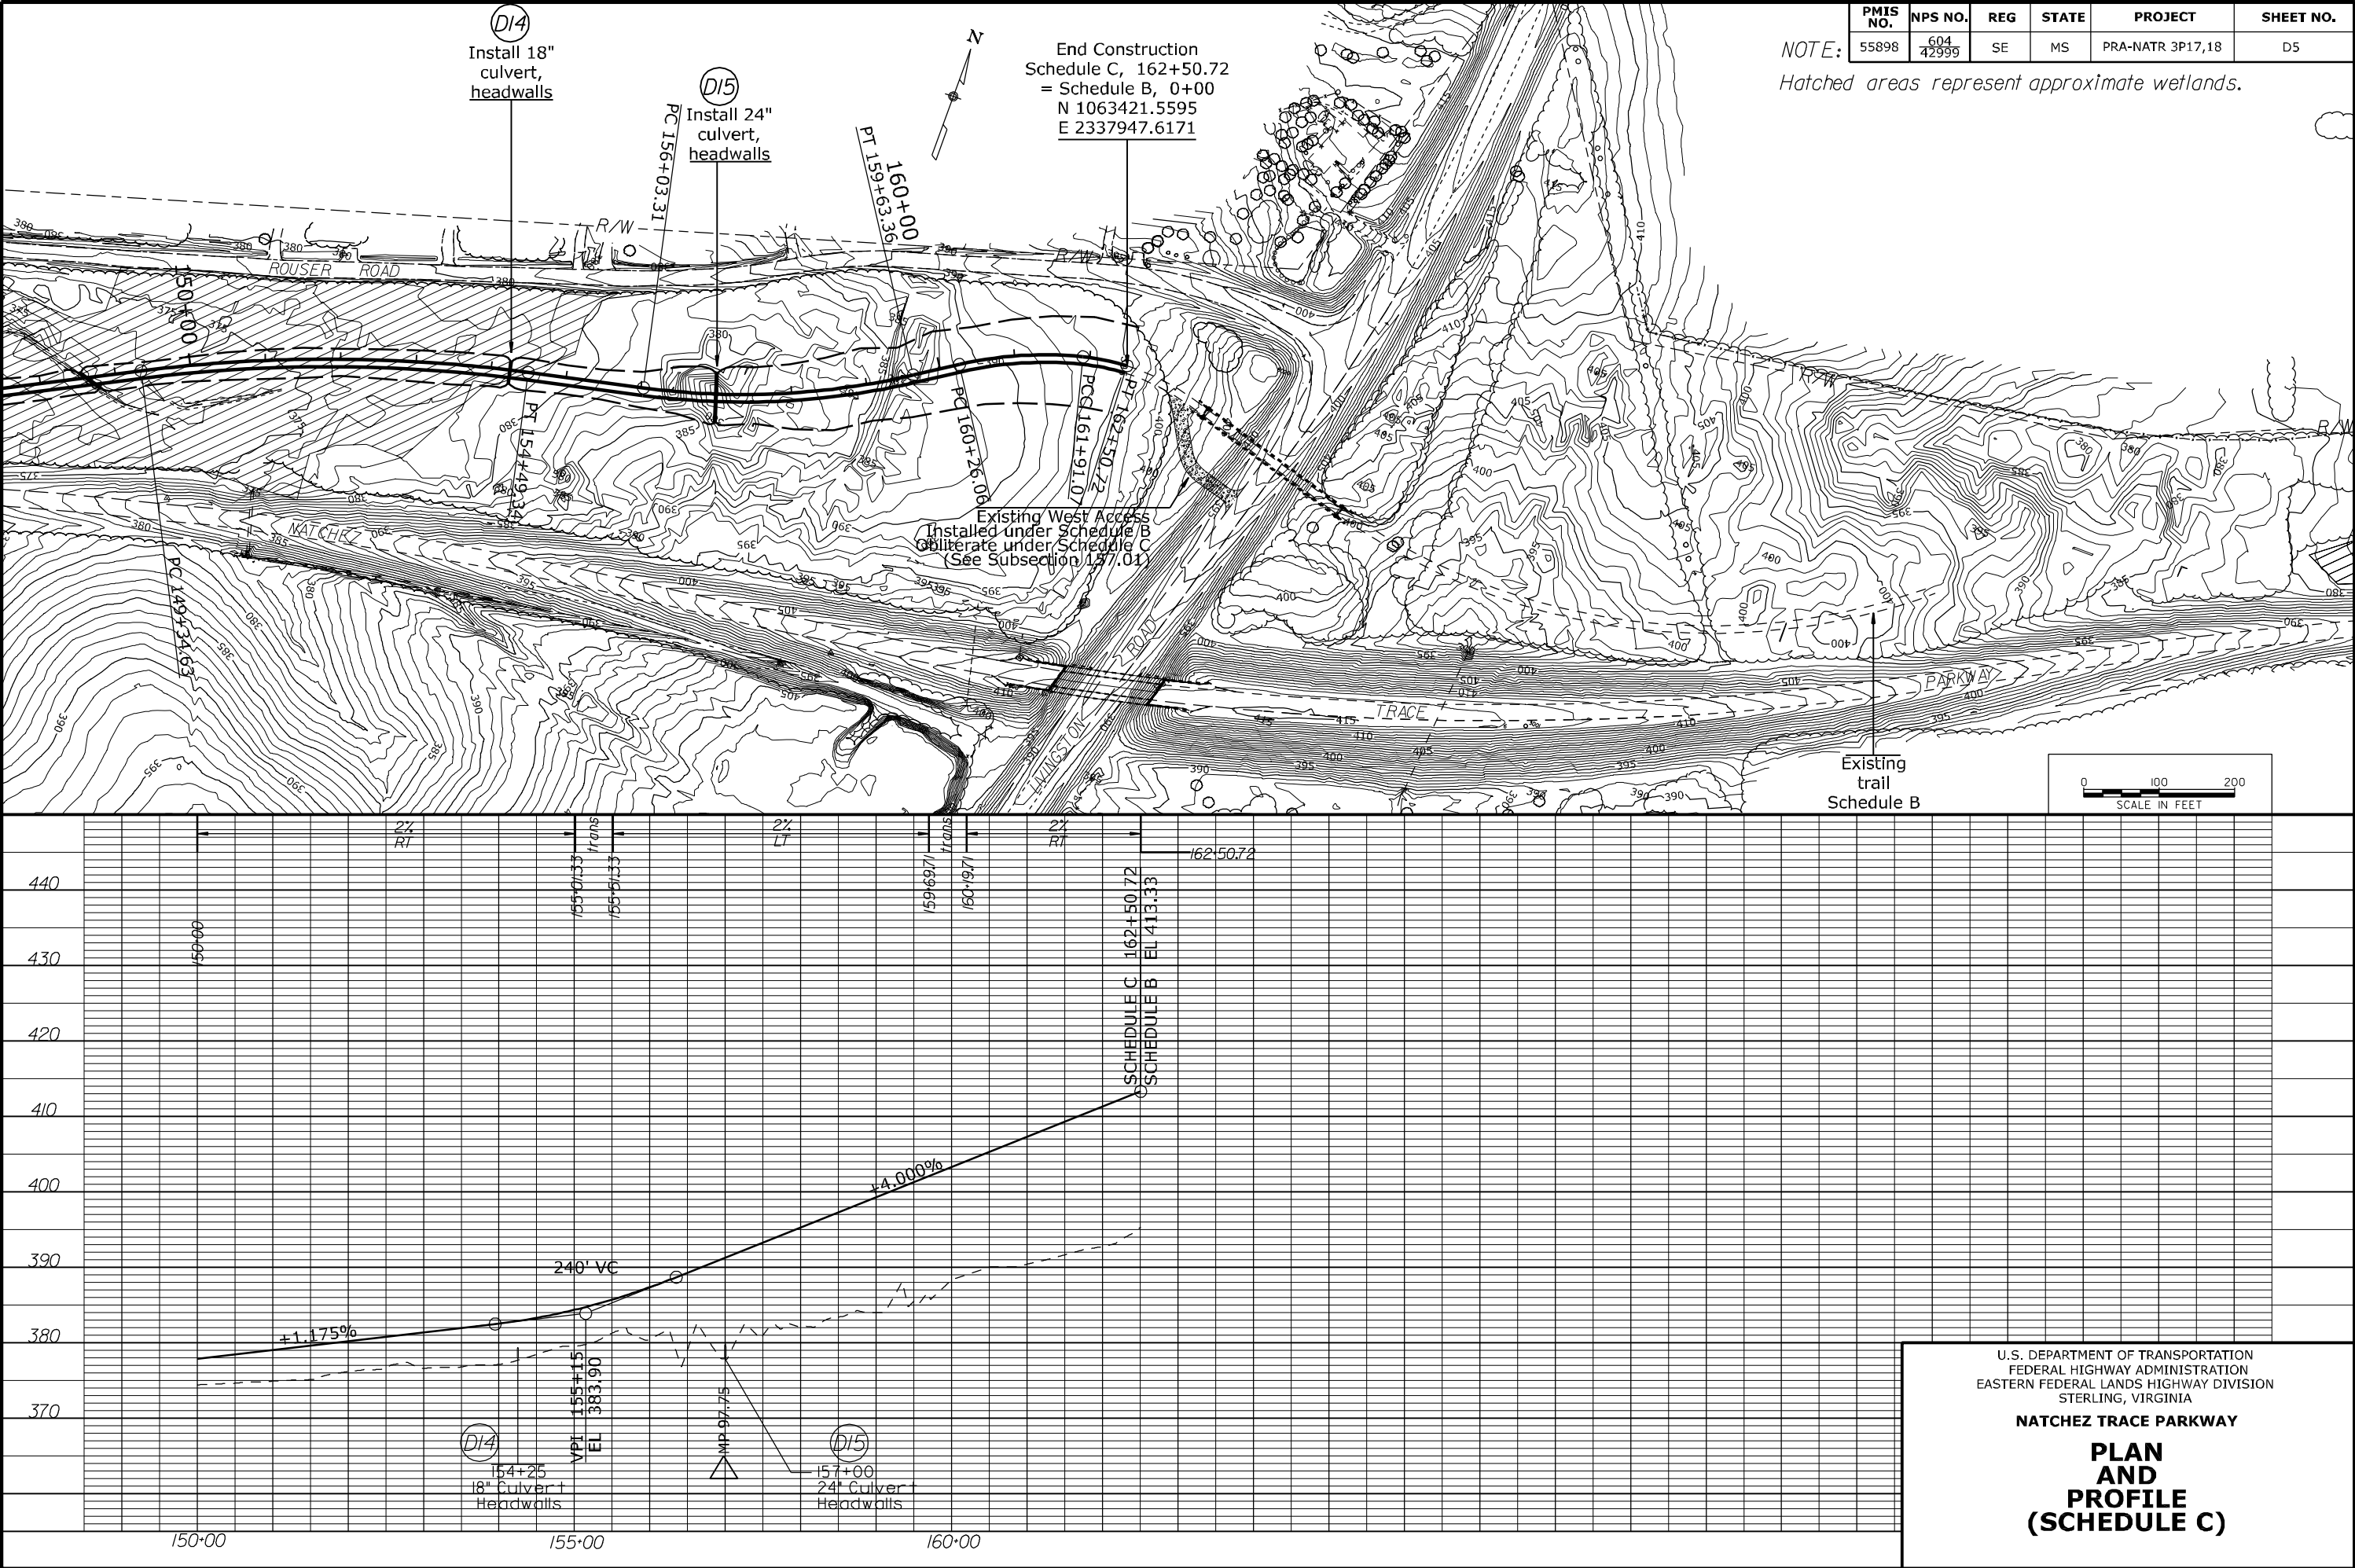 PMIS NO.
NPS NO.
REG
STATE
PROJECT
SHEET NO.
55898
604
42999
SE
MS
PRA-NATR 3P17,18
D5
NOTE:
Hatched areas represent approximate wetlands.
D14
Install 18"
culvert,
headwalls
D15
Install 24"
culvert,
headwalls
N
End Construction
Schedule C, 162+50.72
= Schedule B, 0+00
N 1063421.5595
E 2337947.6171
PC 156+03.31
PT 159+63.36
160+00
150+00
R/W
R/W
R/W
R/W
ROUSER ROAD
PC 149+34.63
PT 154+49.34
PC 160+26.06
PCC 161+91.07
PT 162+50.72
Existing West Access
Installed under Schedule B
Obliterate under Schedule C
(See Subsection 157.01)
NATCHEZ
TRACE
PARKWAY
LIVINGSTON
ROAD
Existing
trail
Schedule B
0 100 200
SCALE IN FEET
2%
RT
trans
2%
LT
trans
2%
RT
150+00
155+01.33
155+51.33
159+69.71
160+19.71
162+50.72
SCHEDULE C 162+50.72
SCHEDULE B EL 413.33
440
430
420
410
400
390
380
370
+1.175%
240' VC
+4.000%
VPI 155+15
EL 383.90
MP 97.75
D14
154+25
18" Culvert
Headwalls
D15
157+00
24" Culvert
Headwalls
150+00
155+00
160+00
U.S. DEPARTMENT OF TRANSPORTATION
FEDERAL HIGHWAY ADMINISTRATION
EASTERN FEDERAL LANDS HIGHWAY DIVISION
STERLING, VIRGINIA
NATCHEZ TRACE PARKWAY
PLAN
AND
PROFILE
(SCHEDULE C)